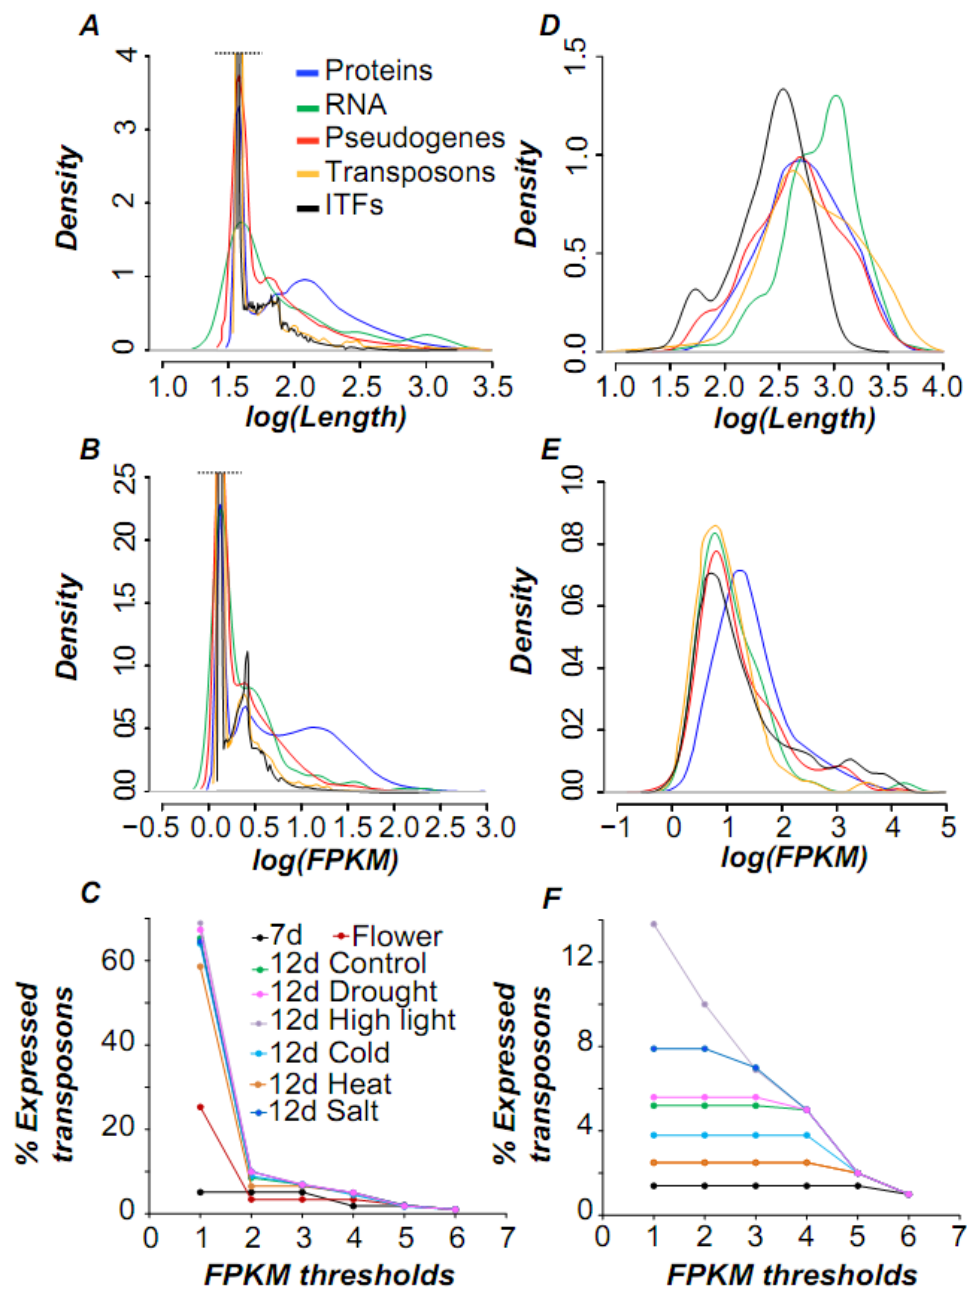 A
Density
4
3
2
1
0
Proteins
RNA
Pseudogenes
Transposons
ITFs
1.0 1.5 2.0 2.5 3.0 3.5
log(Length)
D
Density
1.5
1.0
0.5
0.0
1.0 1.5 2.0 2.5 3.0 3.5 4.0
log(Length)
B
Density
25
20
1.5
1.0
05
0.0
−0.5 0.0 0.5 1.0 1.5 2.0 2.5 3.0
log(FPKM)
E
Density
1.0
0.8
0.6
0.4
0.2
0.0
−1 0 1 2 3 4 5
log(FPKM)
C
% Expressed
transposons
60
40
20
0
7d Flower
12d Control
12d Drought
12d High light
12d Cold
12d Heat
12d Salt
0 1 2 3 4 5 6 7
FPKM thresholds
F
% Expressed
transposons
12
8
4
0
0 1 2 3 4 5 6 7
FPKM thresholds